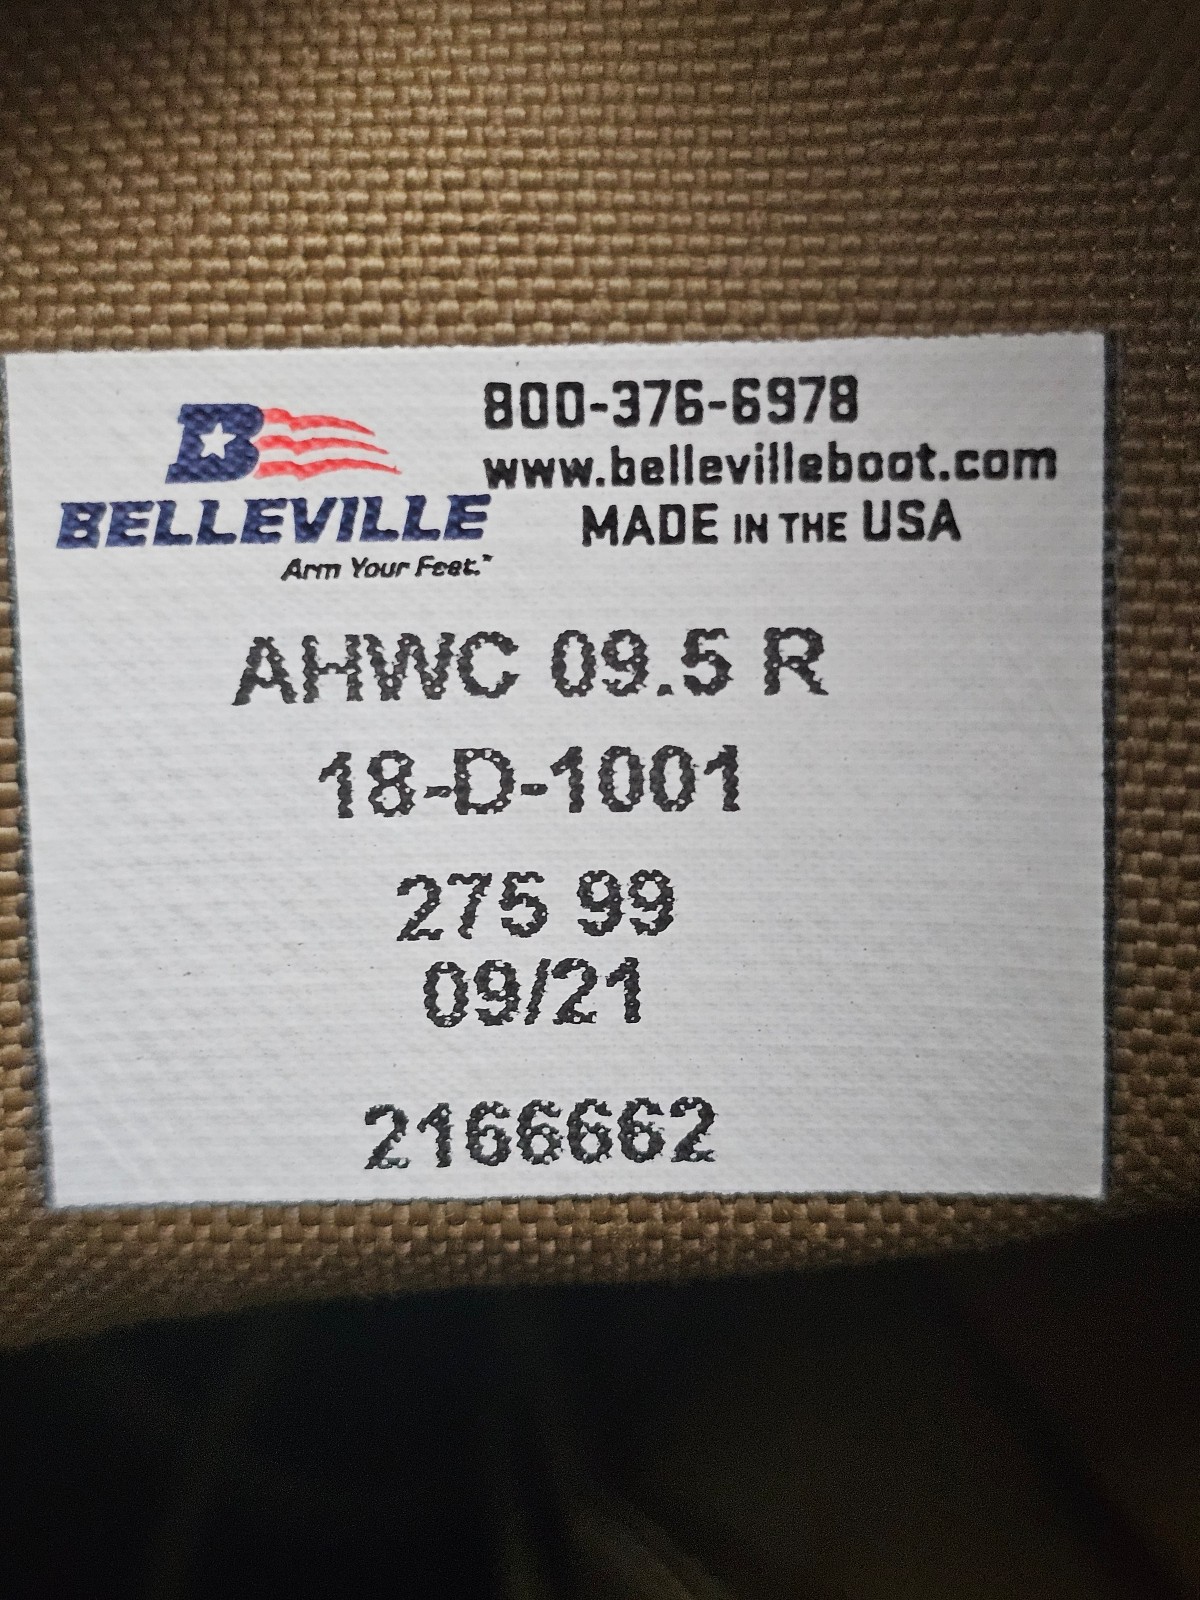 B
BELLEVILLE
Arm Your Feet.™
800-376-6978
www.bellevilleboot.com
MADE IN THE USA
AHWC 09.5 R
18-D-1001
275 99
09/21
2166662